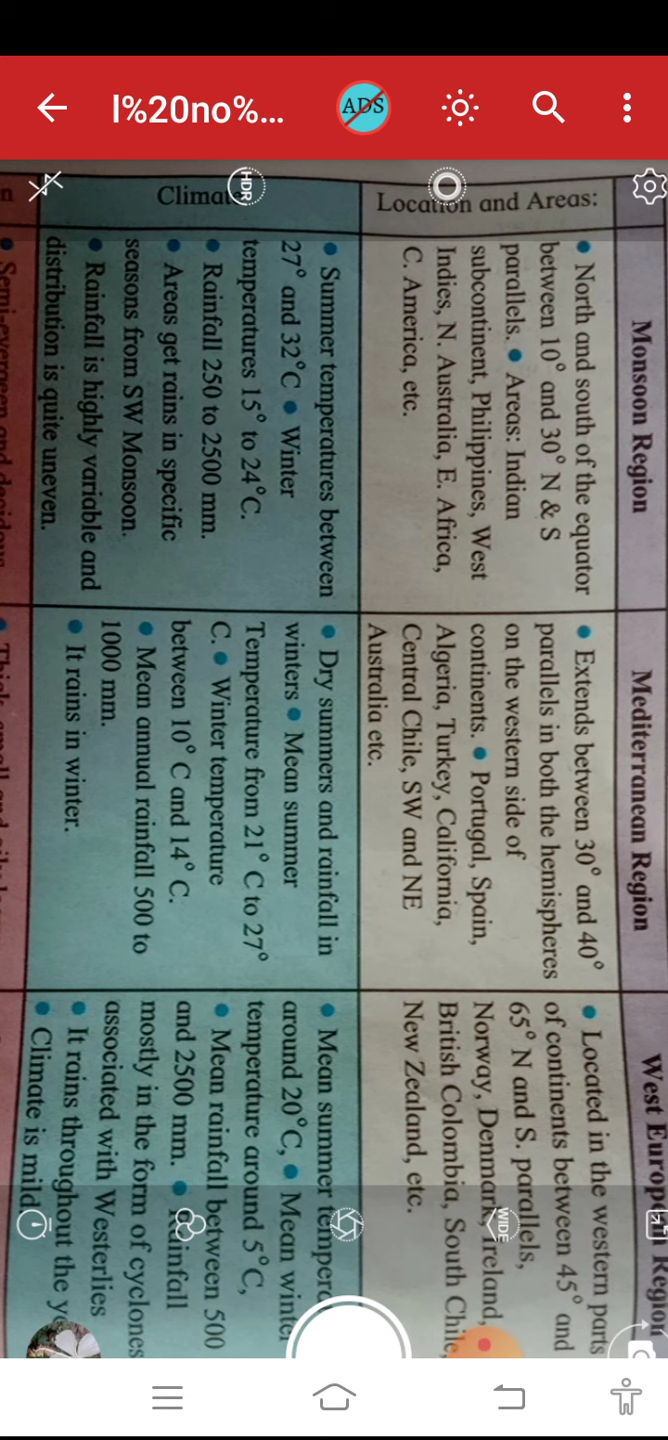 I%20no%...
ADS
HDR
WIDE
Monsoon Region
Mediterranean Region
West European Region
Location and Areas:
• North and south of the equator
between 10° and 30° N & S
parallels. • Areas: Indian
subcontinent, Philippines, West
Indies, N. Australia, E. Africa,
C. America, etc.
• Extends between 30° and 40°
parallels in both the hemispheres
on the western side of
continents. • Portugal, Spain,
Algeria, Turkey, California,
Central Chile, SW and NE
Australia etc.
• Located in the western parts
of continents between 45° and
65° N and S. parallels,
Norway, Denmark, Ireland,
British Colombia, South Chile,
New Zealand, etc.
Climate
• Summer temperatures between
27° and 32°C • Winter
temperatures 15° to 24°C.
• Rainfall 250 to 2500 mm.
• Areas get rains in specific
seasons from SW Monsoon.
• Rainfall is highly variable and
distribution is quite uneven.
• Dry summers and rainfall in
winters • Mean summer
Temperature from 21° C to 27°
C. • Winter temperature
between 10° C and 14° C.
• Mean annual rainfall 500 to
1000 mm.
• It rains in winter.
• Mean summer
around 20°C, • Mean winter
temperature around 5°C,
• Mean rainfall between 500
and 2500 mm. • Rainfall
mostly in the form of cyclones
associated with Westerlies
• It rains throughout the
• Climate is mild
• Semi-evergreen and
• and